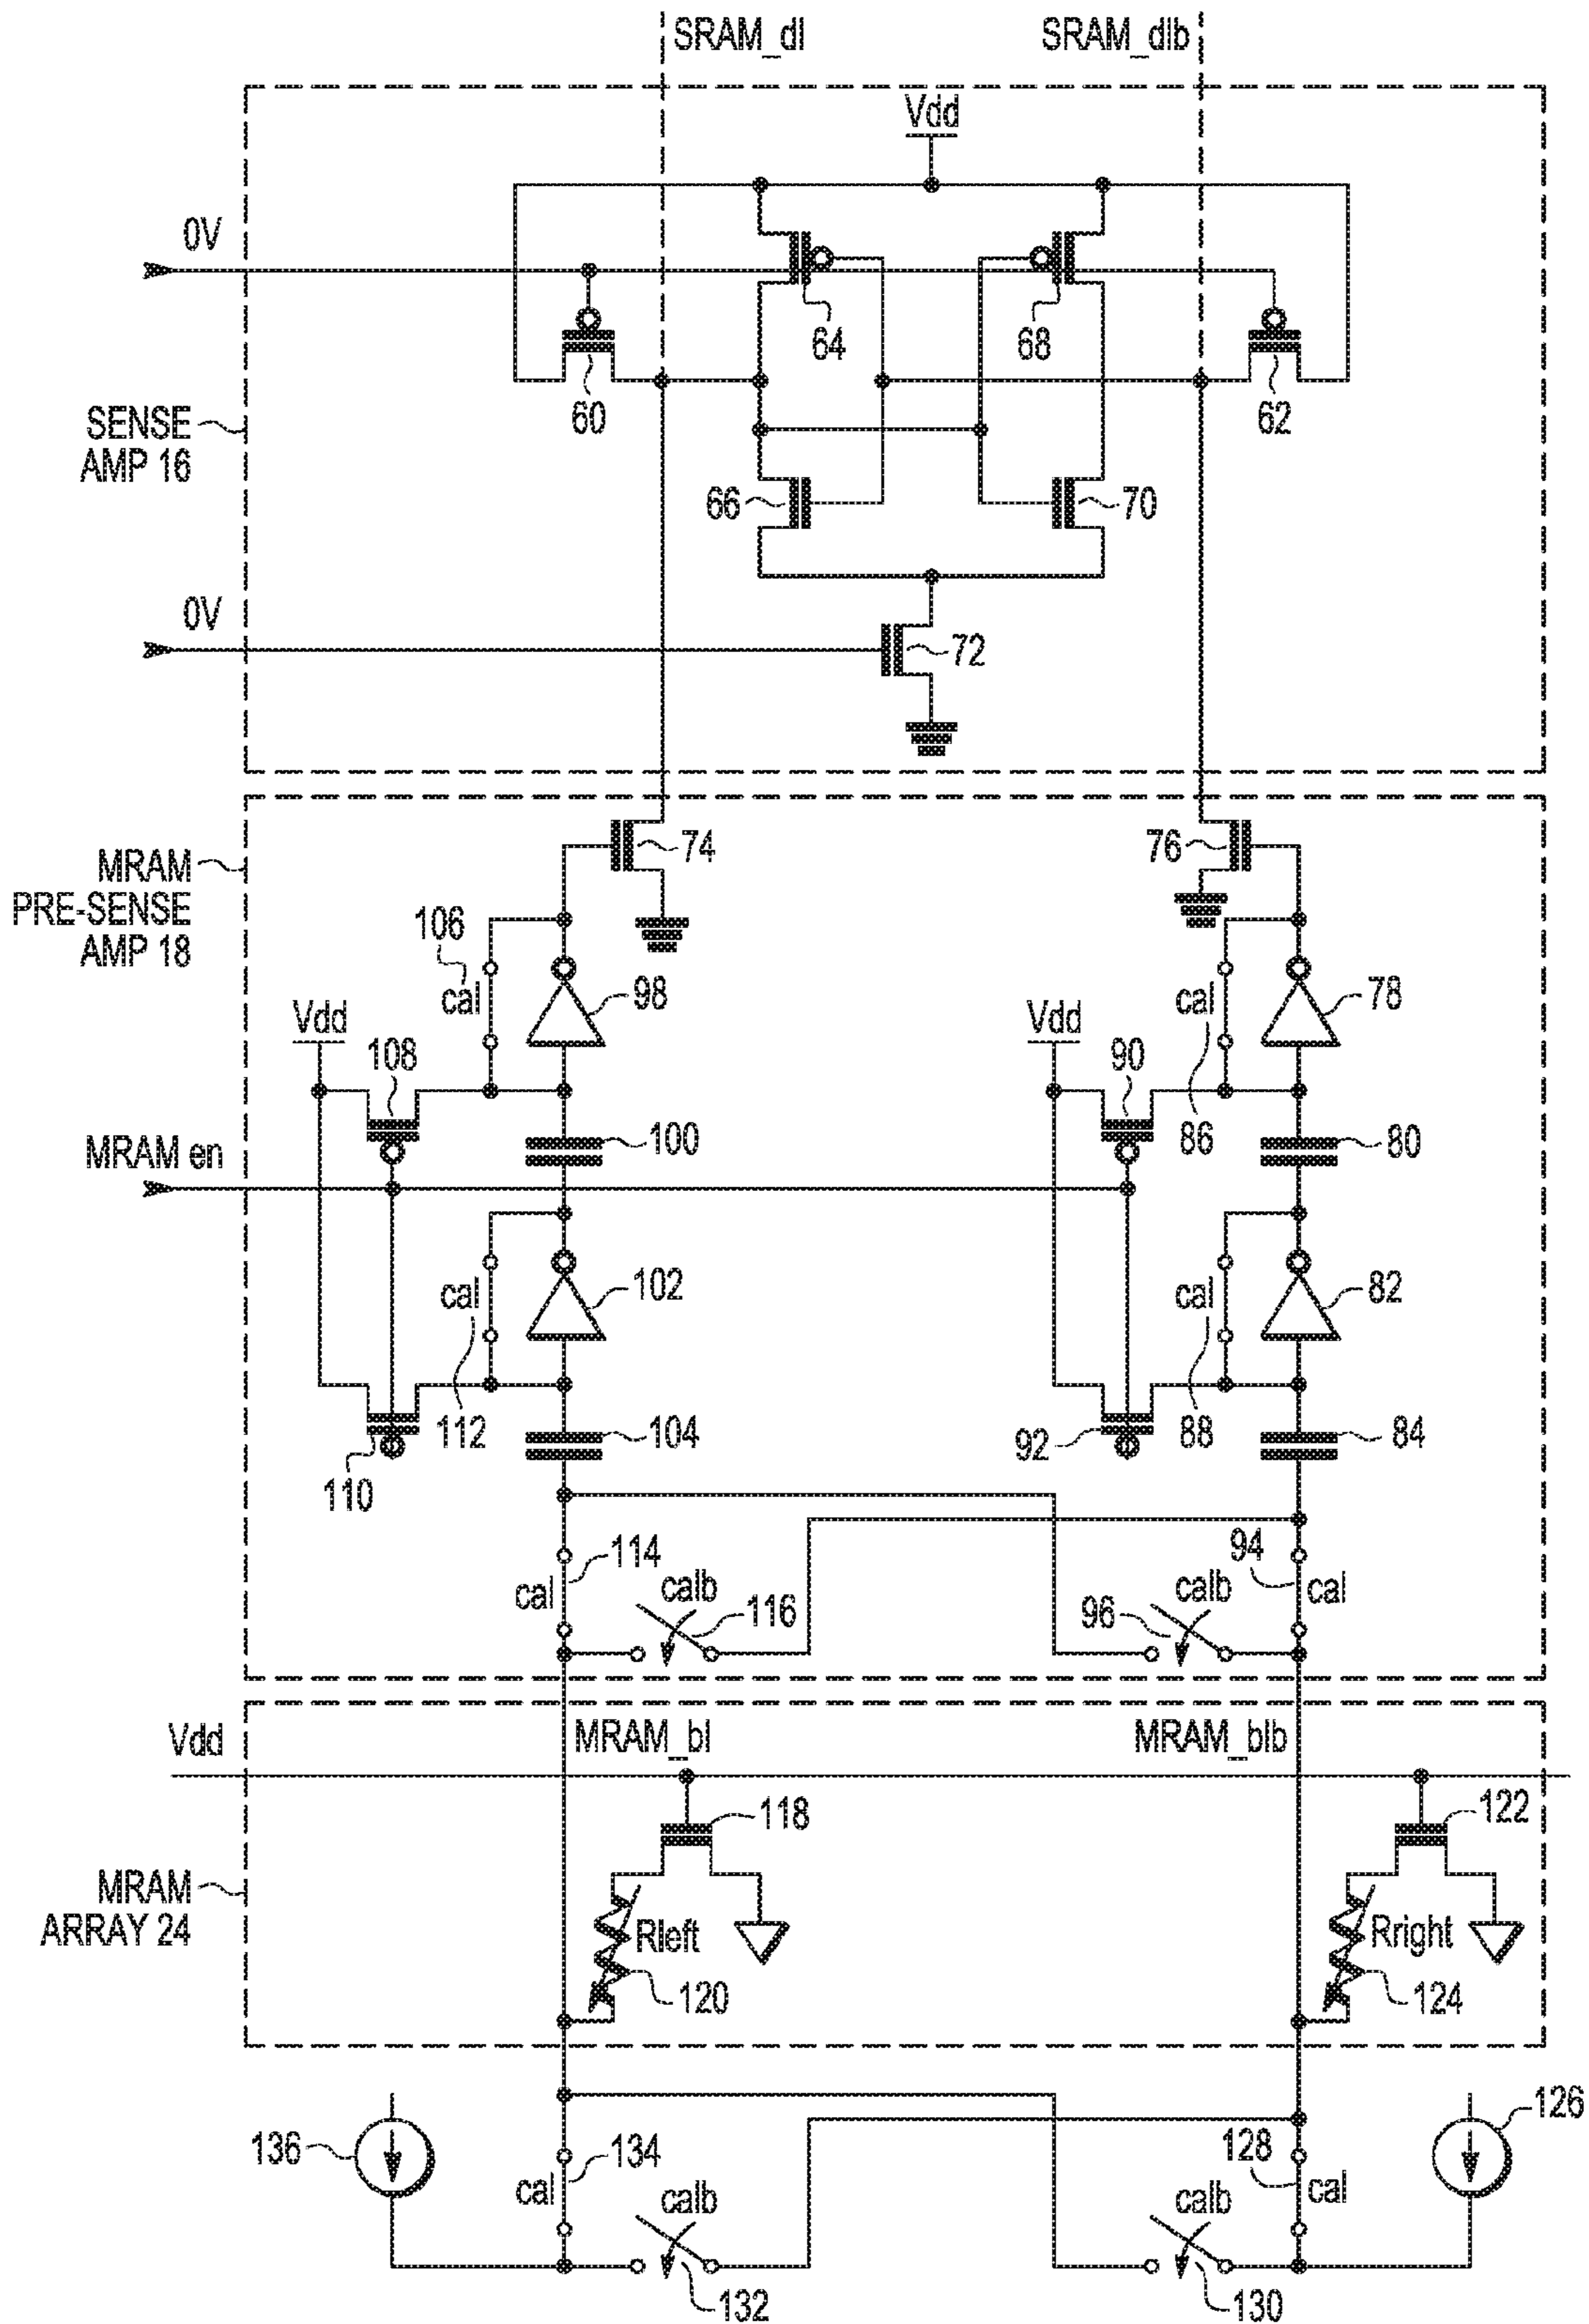 SRAM_dl SRAM_dlb
Vdd
0V
64 68
60 62
SENSE
AMP 16
66 70
0V
72
74 76
MRAM
PRE-SENSE
AMP 18
106
cal 98 cal 78
Vdd Vdd
108 90
86
100 80
MRAM en
cal 102 cal 82
112 104 92 88 84
110
114 94
cal calb calb cal
116 96
Vdd MRAM_bl MRAM_blb
118 122
MRAM
ARRAY 24
Rleft Rright
120 124
126
136 134 128
cal calb calb cal
132 130